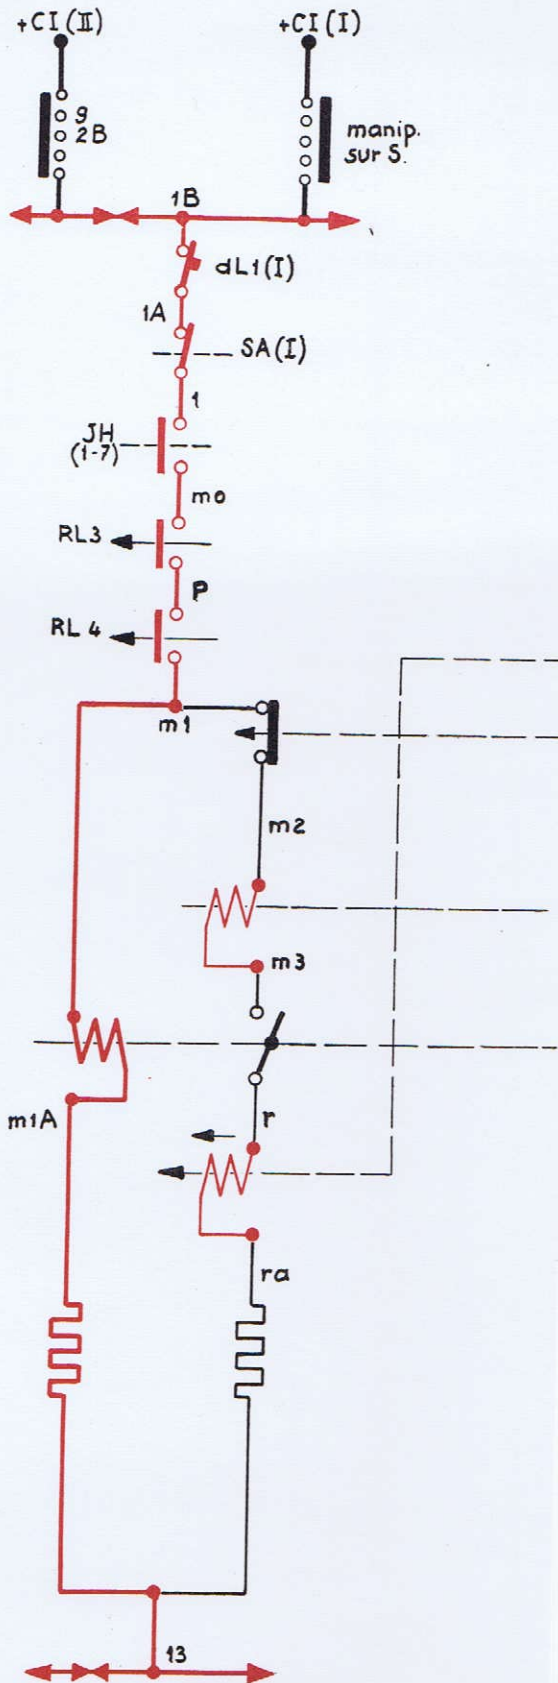 +CI(II)
+CI(I)
9
2B
manip.
sur S.
1B
dL1(I)
1A
SA(I)
1
JH
(1-7)
mo
RL3
P
RL 4
m1
m2
m3
m1A
r
ra
13